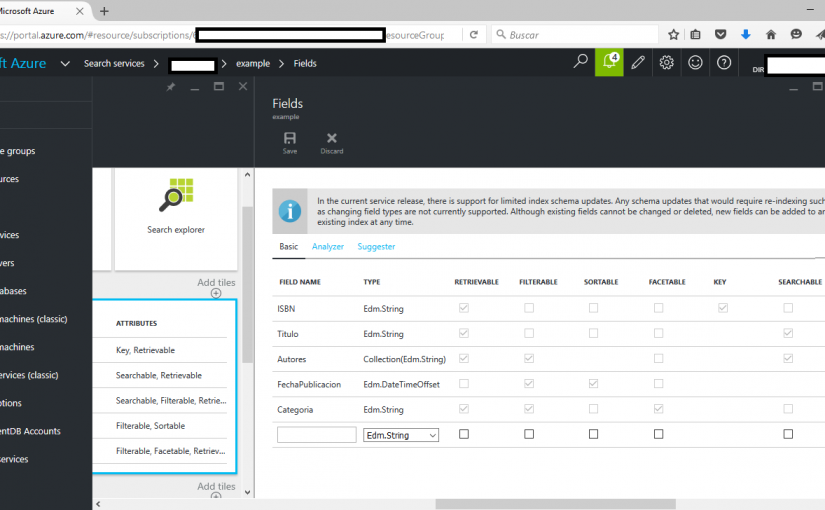 Microsoft Azure
s://portal.azure.com/#resource/subscriptions/
esourceGroup
Buscar
ft Azure
Search services
example
Fields
4
DIR
Fields
example
Save
Discard
e groups
urces
vices
vers
abases
machines (classic)
machines
ervices (classic)
ptions
entDB Accounts
services
Search explorer
Add tiles
ATTRIBUTES
Key, Retrievable
Searchable, Retrievable
Searchable, Filterable, Retrie...
Filterable, Sortable
Filterable, Facetable, Retriev...
Add tiles
In the current service release, there is support for limited index schema updates. Any schema updates that would require re-indexing such
as changing field types are not currently supported. Although existing fields cannot be changed or deleted, new fields can be added to an
existing index at any time.
Basic Analyzer Suggester
FIELD NAME TYPE RETRIEVABLE FILTERABLE SORTABLE FACETABLE KEY SEARCHABLE
ISBN Edm.String
Titulo Edm.String
Autores Collection(Edm.String)
FechaPublicacion Edm.DateTimeOffset
Categoria Edm.String
Edm.String